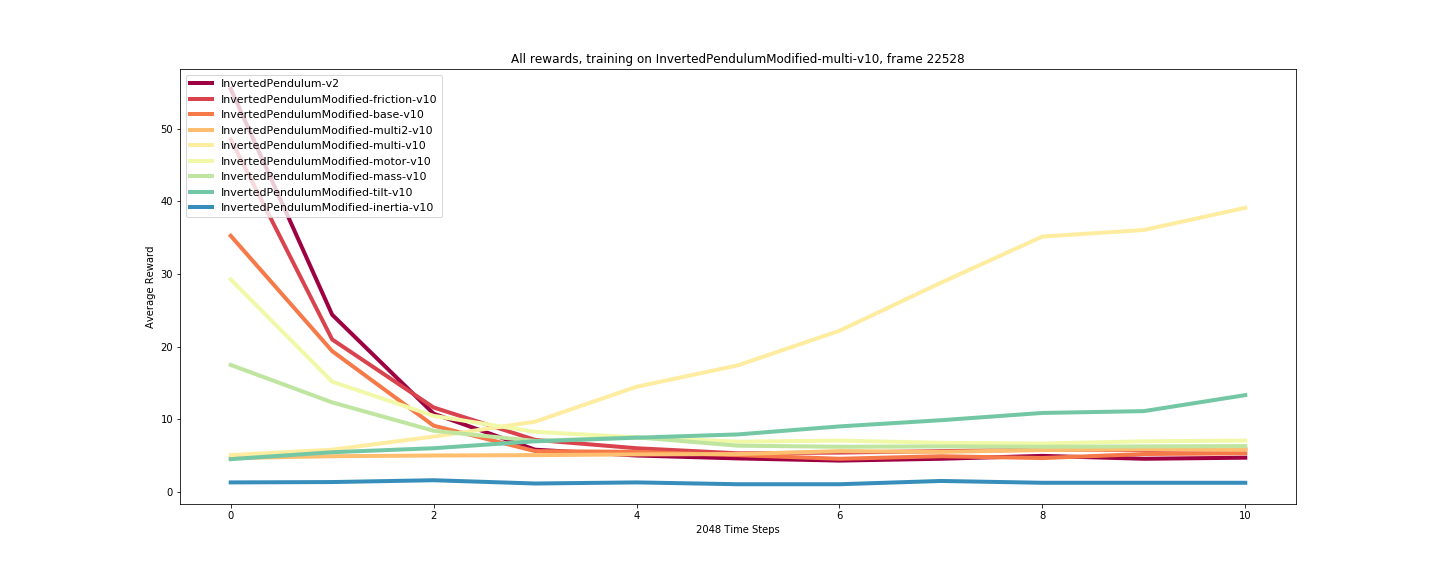 All rewards, training on InvertedPendulumModified-multi-v10, frame 22528
InvertedPendulum-v2
InvertedPendulumModified-friction-v10
InvertedPendulumModified-base-v10
InvertedPendulumModified-multi2-v10
InvertedPendulumModified-multi-v10
InvertedPendulumModified-motor-v10
InvertedPendulumModified-mass-v10
InvertedPendulumModified-tilt-v10
InvertedPendulumModified-inertia-v10
Average Reward
50
40
30
20
10
0
0 2 4 6 8 10
2048 Time Steps